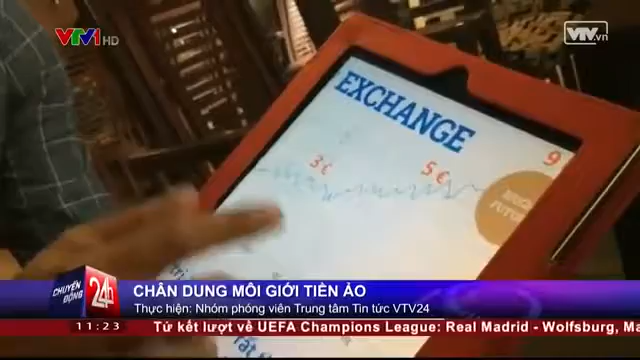 VTV1 HD
VTV.vn
EXCHANGE
3€
5€
9
CHUYỂN ĐỘNG 24h
CHÂN DUNG MÔI GIỚI TIỀN ẢO
Thực hiện: Nhóm phóng viên Trung tâm Tin tức VTV24
11:23
Tứ kết lượt về UEFA Champions League: Real Madrid - Wolfsburg, Ma